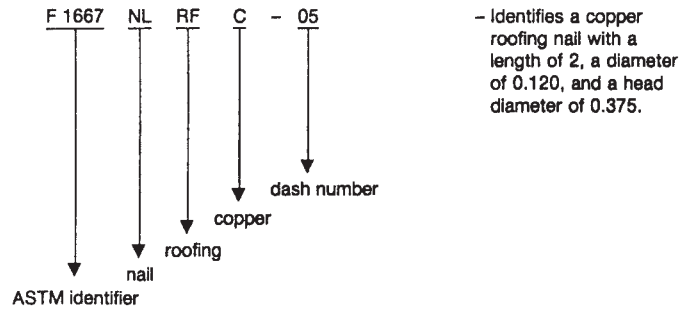 F 1667 NL RF C – 05
– Identifies a copper
roofing nail with a
length of 2, a diameter
of 0.120, and a head
diameter of 0.375.
dash number
copper
roofing
nail
ASTM identifier